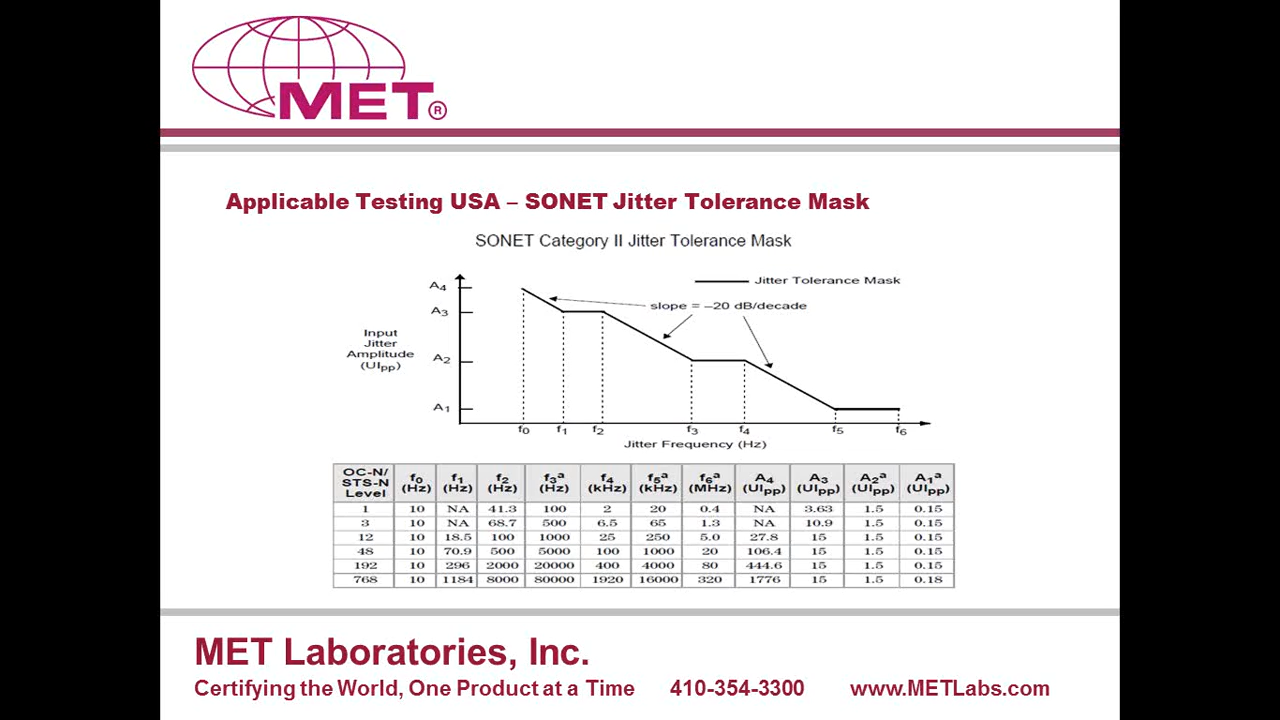 MET®
Applicable Testing USA – SONET Jitter Tolerance Mask
SONET Category II Jitter Tolerance Mask
Jitter Tolerance Mask
slope = –20 dB/decade
Input
Jitter
Amplitude
(UIpp)
A4
A3
A2
A1
f0 f1 f2 f3 f4 f5 f6
Jitter Frequency (Hz)
OC-N/ STS-N Level f0 (Hz) f1 (Hz) f2 (Hz) f3a (Hz) f4 (kHz) f5a (kHz) f6a (MHz) A4 (UIpp) A3 (UIpp) A2a (UIpp) A1a (UIpp)
1 10 NA 41.3 100 2 20 0.4 NA 3.63 1.5 0.15
3 10 NA 68.7 500 6.5 65 1.3 NA 10.9 1.5 0.15
12 10 18.5 100 1000 25 250 5.0 27.8 15 1.5 0.15
48 10 70.9 500 5000 100 1000 20 106.4 15 1.5 0.15
192 10 296 2000 20000 400 4000 80 444.6 15 1.5 0.15
768 10 1184 8000 80000 1920 16000 320 1776 15 1.5 0.18
MET Laboratories, Inc.
Certifying the World, One Product at a Time 410-354-3300 www.METLabs.com